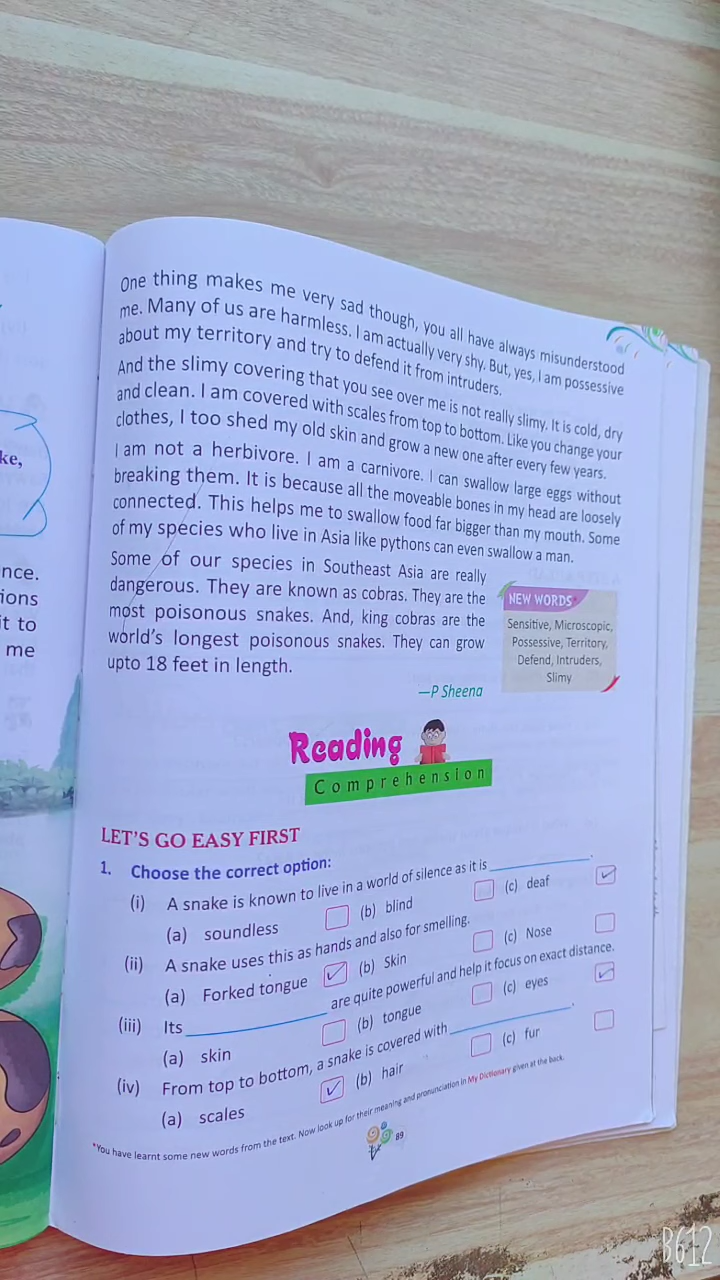 One thing makes me very sad though, you all have always misunderstood
me. Many of us are harmless. I am actually very shy. But, yes, I am possessive
about my territory and try to defend it from intruders.
And the slimy covering that you see over me is not really slimy. It is cold, dry
and clean. I am covered with scales from top to bottom. Like you change your
clothes, I too shed my old skin and grow a new one after every few years.
I am not a herbivore. I am a carnivore. I can swallow large eggs without
breaking them. It is because all the moveable bones in my head are loosely
connected. This helps me to swallow food far bigger than my mouth. Some
of my species who live in Asia like pythons can even swallow a man.
Some of our species in Southeast Asia are really
dangerous. They are known as cobras. They are the
most poisonous snakes. And, king cobras are the
world's longest poisonous snakes. They can grow
upto 18 feet in length.
—P Sheena
NEW WORDS*
Sensitive, Microscopic,
Possessive, Territory,
Defend, Intruders,
Slimy
ke,
nce.
ions
it to
me
Reading
Comprehension
LET'S GO EASY FIRST
1. Choose the correct option:
(i) A snake is known to live in a world of silence as it is ____________.
(a) soundless (b) blind (c) deaf ✓
(ii) A snake uses this as hands and also for smelling.
(a) Forked tongue ✓ (b) Skin (c) Nose
(iii) Its ____________ are quite powerful and help it focus on exact distance.
(a) skin (b) tongue (c) eyes ✓
(iv) From top to bottom, a snake is covered with ____________.
(a) scales ✓ (b) hair (c) fur
*You have learnt some new words from the text. Now look up for their meaning and pronunciation in My Dictionary given at the back.
89
B612